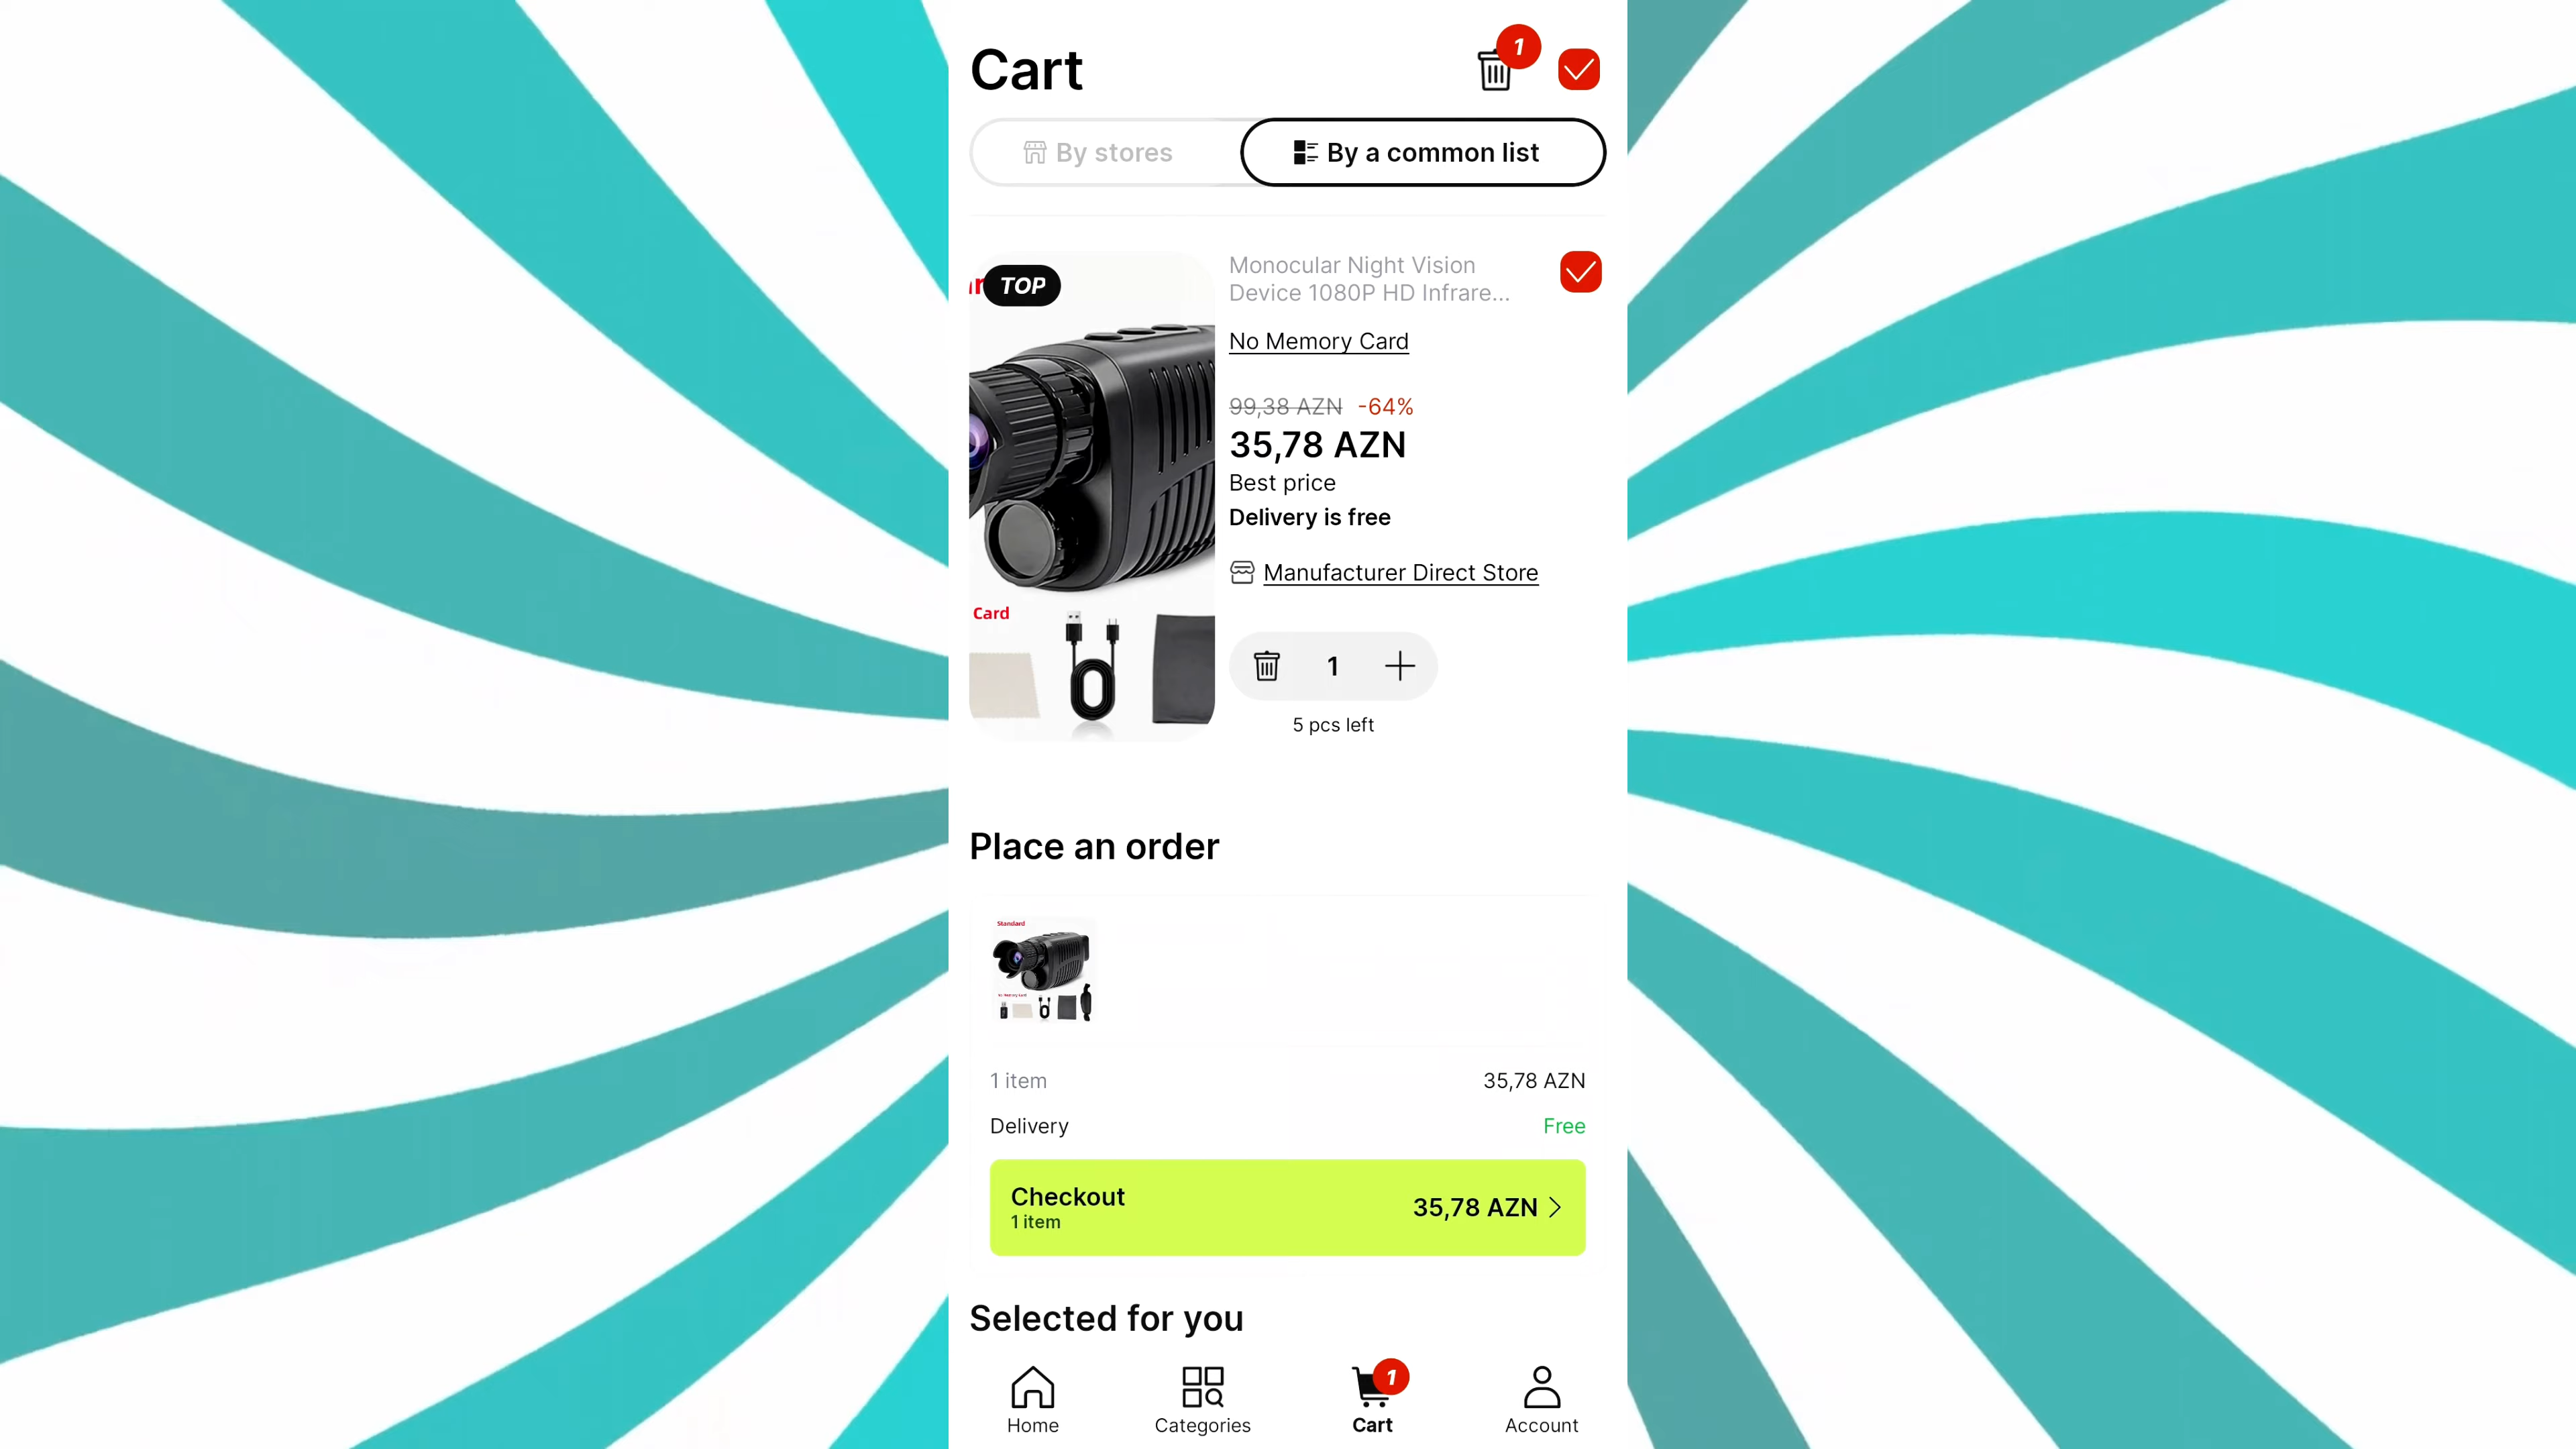 Cart
1
By stores
By a common list
TOP
Monocular Night Vision
Device 1080P HD Infrare...
No Memory Card
99,38 AZN -64%
35,78 AZN
Best price
Delivery is free
Manufacturer Direct Store
Card
1
5 pcs left
Place an order
Standard
No Memory Card
1 item 35,78 AZN
Delivery Free
Checkout
1 item
35,78 AZN
Selected for you
1
Home
Categories
Cart
Account